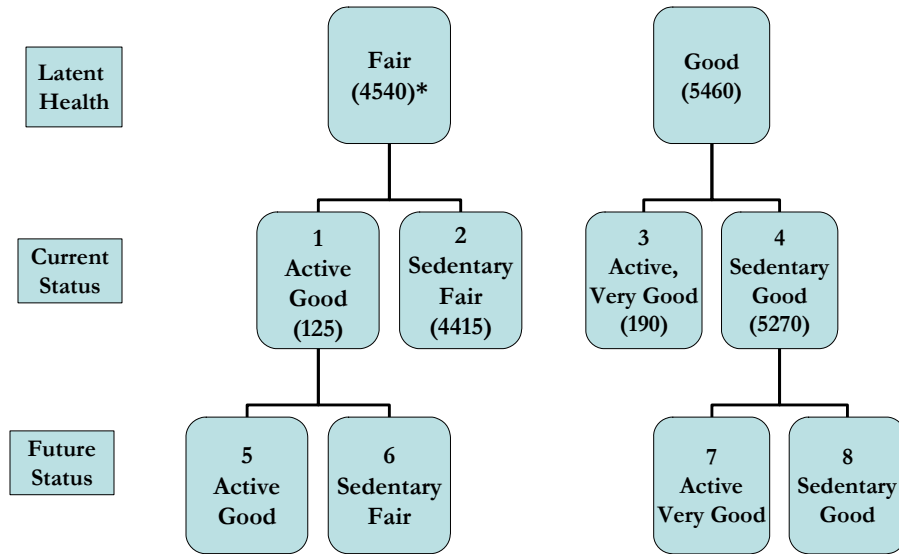 Latent
Health
Fair
(4540)*
Good
(5460)
Current
Status
1
Active
Good
(125)
2
Sedentary
Fair
(4415)
3
Active,
Very Good
(190)
4
Sedentary
Good
(5270)
Future
Status
5
Active
Good
6
Sedentary
Fair
7
Active
Very Good
8
Sedentary
Good